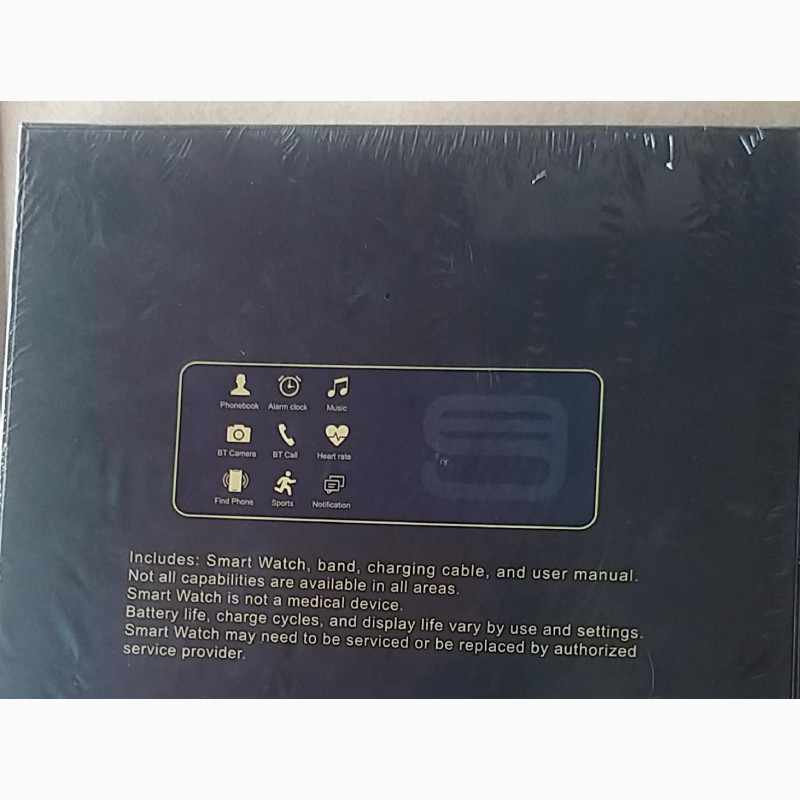 Phonebook Alarm clock Music
BT Camera BT Call Heart rate
Find Phone Sports Notification
Includes: Smart Watch, band, charging cable, and user manual.
Not all capabilities are available in all areas.
Smart Watch is not a medical device.
Battery life, charge cycles, and display life vary by use and settings.
Smart Watch may need to be serviced or be replaced by authorized
service provider.